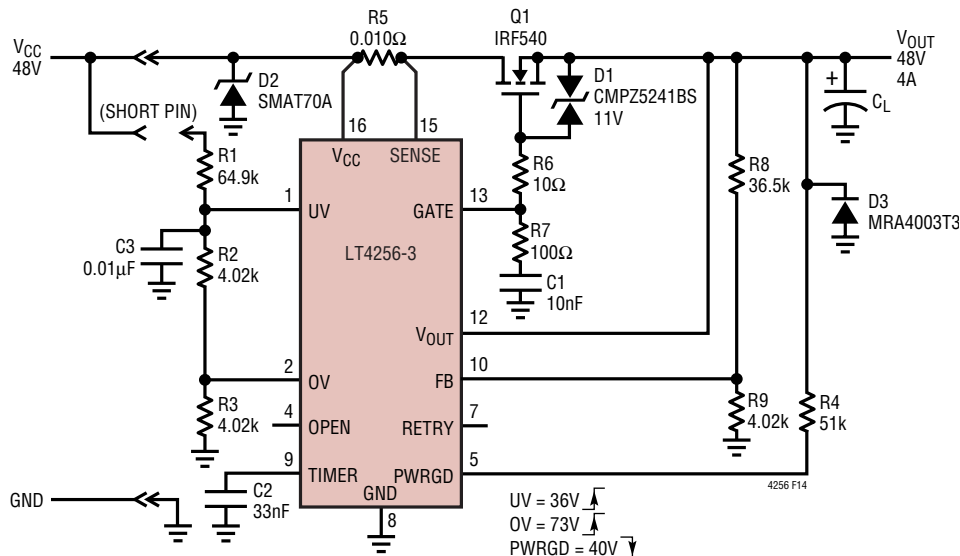 VCC
48V
R5
0.010Ω
Q1
IRF540
VOUT
48V
4A
D2
SMAT70A
D1
CMPZ5241BS
11V
+
CL
(SHORT PIN)
16
15
VCC
SENSE
R1
64.9k
R6
10Ω
R8
36.5k
D3
MRA4003T3
1
UV
GATE
13
LT4256-3
R7
100Ω
C3
0.01µF
R2
4.02k
C1
10nF
VOUT
12
2
OV
FB
10
R3
4.02k
4
OPEN
RETRY
7
R9
4.02k
R4
51k
9
TIMER
PWRGD
5
4256 F14
GND
C2
33nF
GND
8
UV = 36V
OV = 73V
PWRGD = 40V